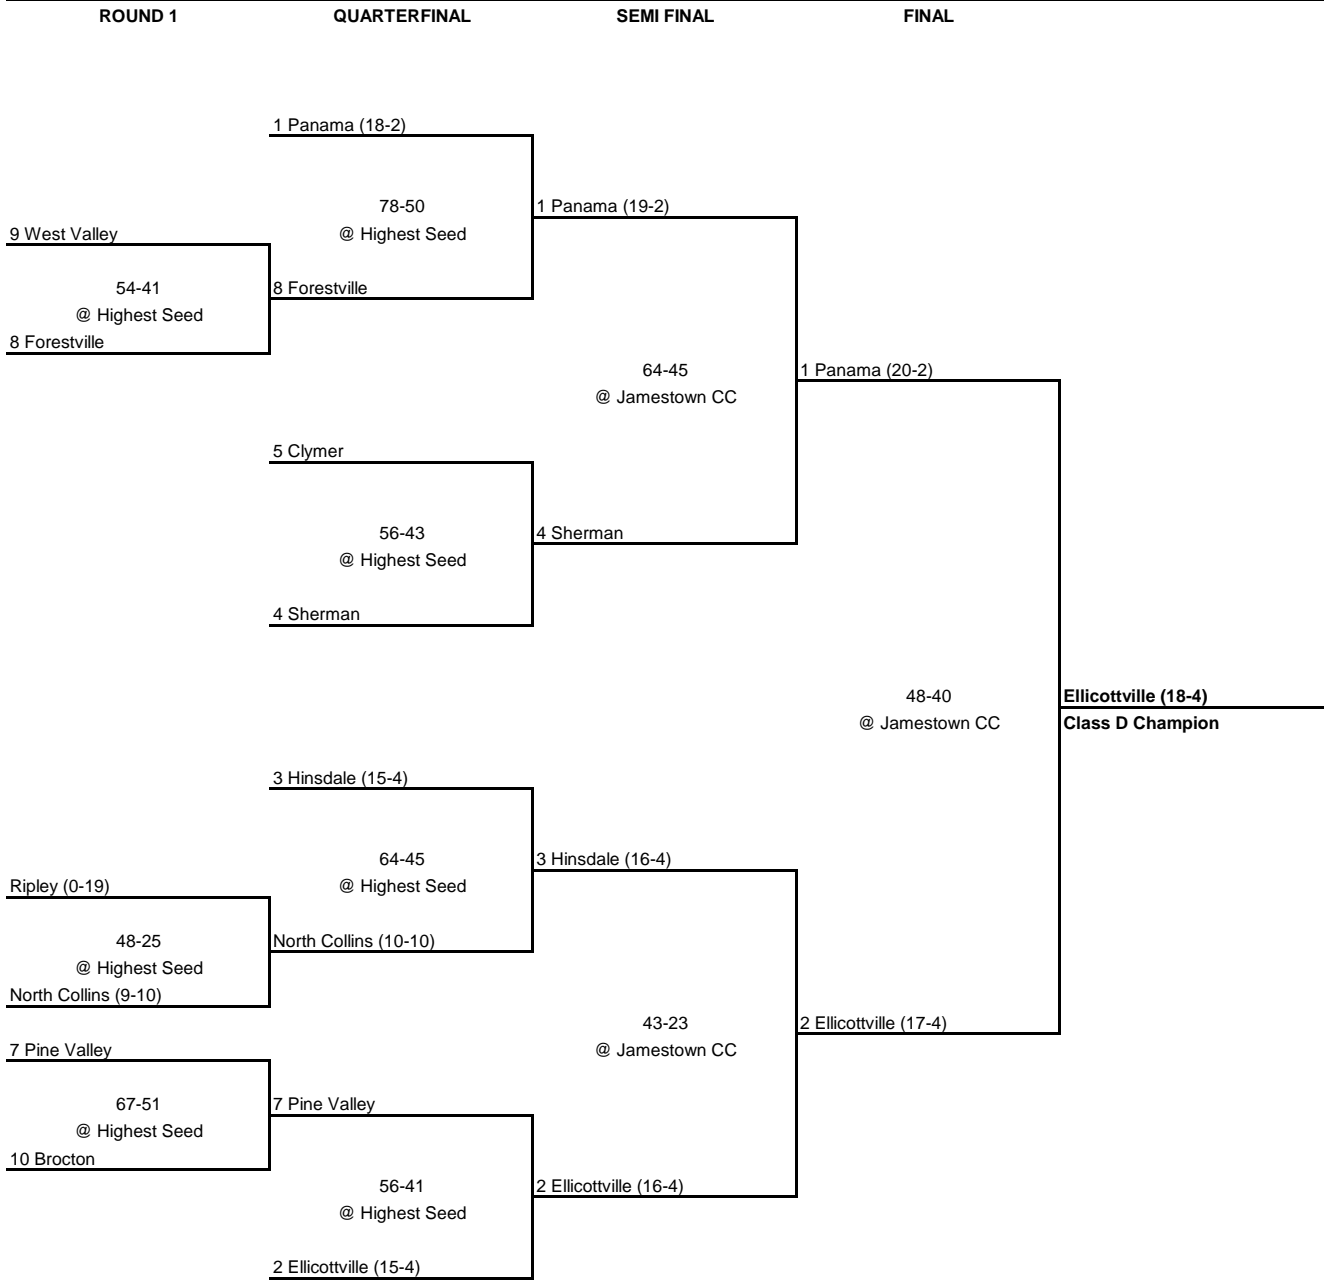 ROUND 1 QUARTERFINAL SEMI FINAL FINAL
1 Panama (18-2)
78-50
1 Panama (19-2)
9 West Valley
@ Highest Seed
54-41
8 Forestville
@ Highest Seed
8 Forestville
64-45
1 Panama (20-2)
@ Jamestown CC
5 Clymer
56-43
4 Sherman
@ Highest Seed
4 Sherman
48-40
Ellicottville (18-4)
@ Jamestown CC
Class D Champion
3 Hinsdale (15-4)
64-45
3 Hinsdale (16-4)
Ripley (0-19)
@ Highest Seed
48-25
North Collins (10-10)
@ Highest Seed
North Collins (9-10)
43-23
2 Ellicottville (17-4)
7 Pine Valley
@ Jamestown CC
67-51
7 Pine Valley
@ Highest Seed
10 Brocton
56-41
2 Ellicottville (16-4)
@ Highest Seed
2 Ellicottville (15-4)